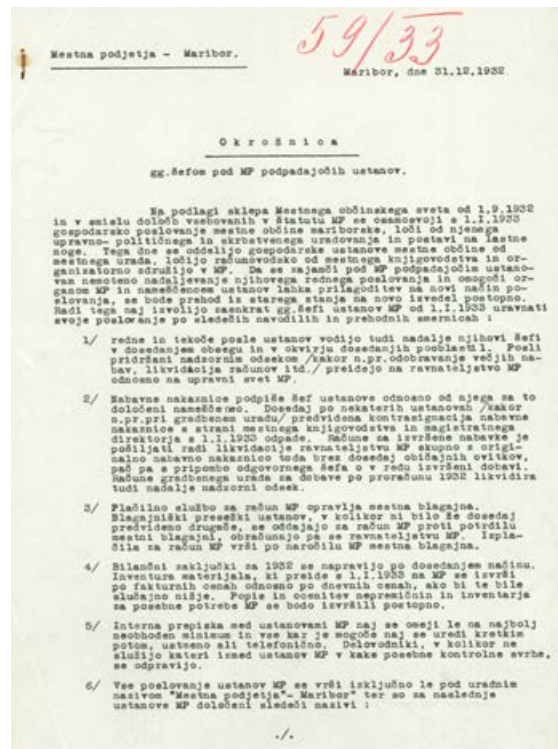 59/33
Mestna podjetja - Maribor.
Maribor, dne 31.12.1932
Okrožnica
gg.šefom pod MP podpadajočih ustanov.
Na podlagi sklepa Mestnega občinskega sveta od 1.9.1932
in v smislu določb vsebovanih v štatutu MP se osamosvoji s 1.I.1933
gospodarsko poslovanje mestne občine mariborske, loči od njenega
upravno- političnega in skrbstvenega uradovanja in postavi na lastne
noge. Tega dne se oddelijo gospodarske ustanove mestne občine od
mestnega urada, ločijo računovodsko od mestnega knjigovodstva in or-
ganizatorno združijo v MP. Da se zajamči pod MP podpadajočim ustano-
vam nemoteno nadaljevanje njihovega rednega poslovanja in omogoči or-
ganom MP in nameščencem ustanov lahka prilagoditev na novi način po-
slovanja, se bode prehod iz starega stanja na novo izvedel postopno.
Radi tega naj izvolijo zaenkrat gg.šefi ustanov MP od 1.I.1933 uravnati
svoje poslovanje po sledečih navodilih in prehodnih smernicah :
1/ redne in tekoče posle ustanov vodijo tudi nadalje njihovi šefi
v dosedanjem obsegu in v okvirju dosedanjih pooblastil. Posli
pridržani nadzornim odsekom /kakor n.pr.odobravanje večjih na-
bav, likvidacija računov itd./ preidejo na ravnateljstvo MP
odnosno na upravni svet MP.
2/ Nabavne nakaznice podpiše šef ustanove odnosno od njega za to
določeni nameščenec. Dosedaj po nekaterih ustanovah /kakor
n.pr.pri gradbenem uradu/ predvidena kontrasignacija nabavne
nakaznice s strani mestnega knjigovodstva in magistratnega
direktorja s 1.I.1933 odpade. Račune za izvršene nabavke je
pošiljati radi likvidacije ravnateljstvu MP skupno z origi-
nalno nabavno nakaznico toda brez dosedaj običajnih ovitkov,
pač pa s pripombo odgovornega šefa o v redu izvršeni dobavi.
Račune gradbenega urada za dobave po proračunu 1932 likvidira
tudi nadalje nadzorni odsek.
3/ Plačilno službo za račun MP opravlja mestna blagajna.
Blagajniški presežki ustanov, v kolikor ni bilo že dosedaj
predvideno drugače, se oddajajo za račun MP proti potrdilu
mestni blagajni, obračunajo pa se ravnateljstvu MP. Izpla-
čila za račun MP vrši po naročilu MP mestna blagajna.
4/ Bilančni zaključki za 1932 se napravijo po dosedanjem načinu.
Inventura materijala, ki preide s 1.I.1933 na MP se izvrši
po fakturnih cenah odnosno po dnevnih cenah, ako bi te bile
slučajno nižje. Popis in ocenitev nepremičnin in inventarja
za posebne potrebe MP se bodo izvršili postopno.
5/ Interna prepiska med ustanovami MP naj se omeji le na najbolj
neobhoden minimum in vse kar je mogoče naj se uredi kratkim
potom, ustmeno ali telefonično. Delovodniki, v kolikor ne
služijo kateri izmed ustanov MP v kake posebne kontrolne svrhe,
se odpravijo.
6/ Vse poslovanje ustanov MP se vrši izključno le pod uradnim
nazivom "Mestna podjetja"- Maribor" ter so za naslednje
ustanove MP določeni sledeči nazivi :
./.